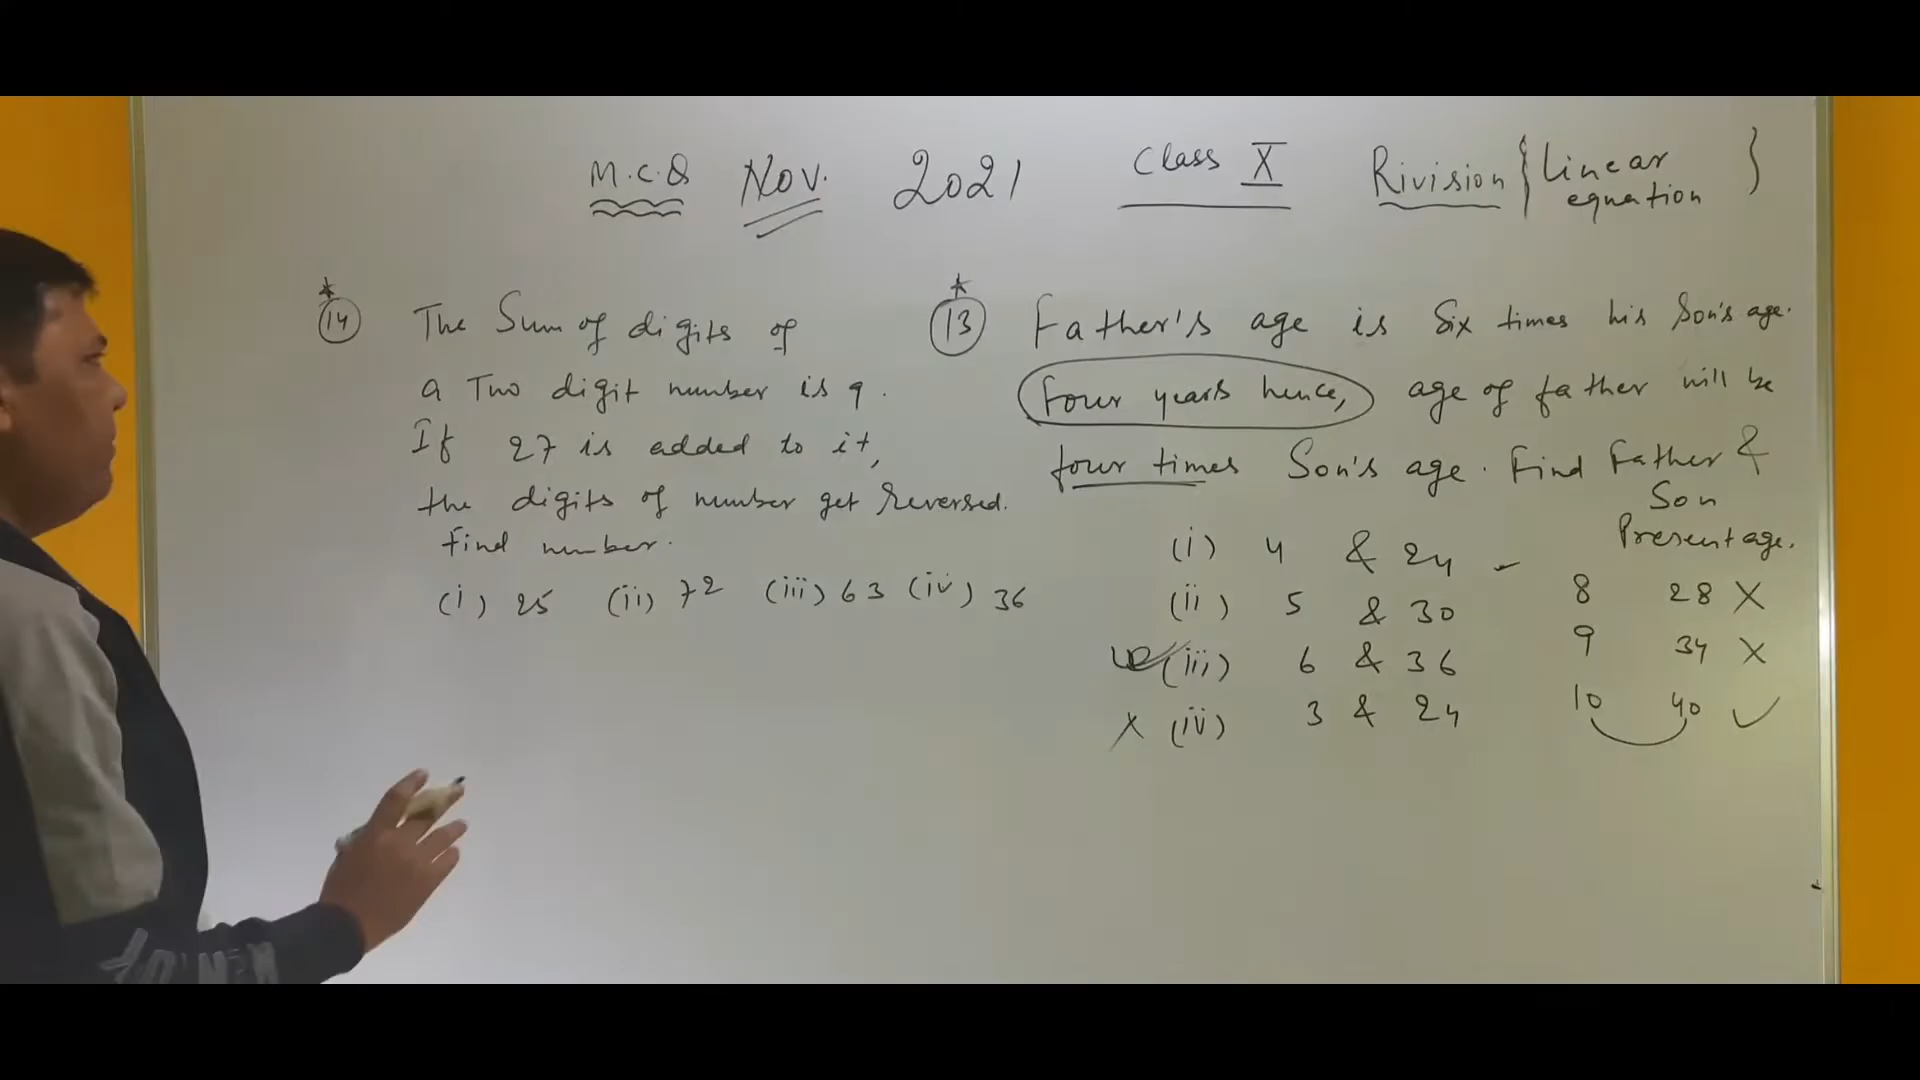 M.C.Q Nov. 2021 Class X Rivision { Linear equation }
14 The Sum of digits of
a Two digit number is 9.
If 27 is added to it,
the digits of number get reversed.
find number.
(i) 25 (ii) 72 (iii) 63 (iv) 36
13 Father's age is Six times his Son's age.
Four years hence, age of father will be
four times Son's age. Find Father &
Son
Present age.
(i) 4 & 24
(ii) 5 & 30
(iii) 6 & 36
X (iv) 3 & 24
8 28 X
9 34 X
10 40 ✓